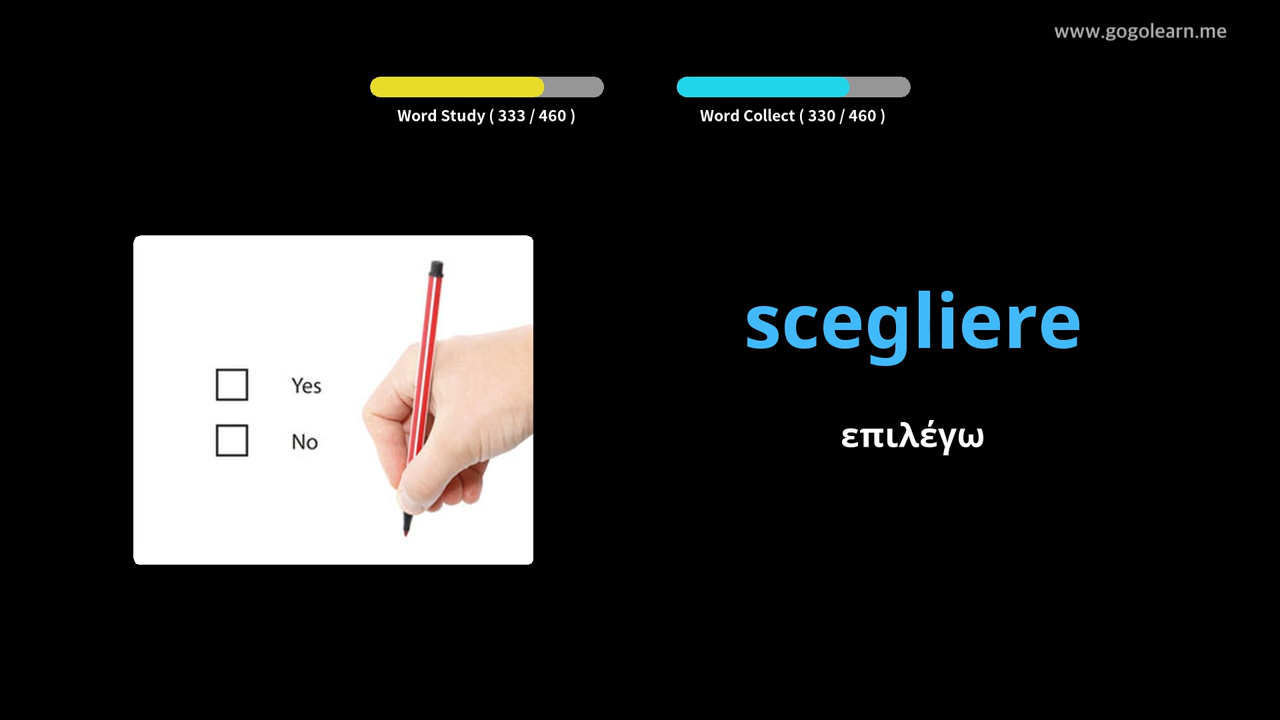 www.gogolearn.me
Word Study ( 333 / 460 )
Word Collect ( 330 / 460 )
Yes
No
scegliere
επιλέγω